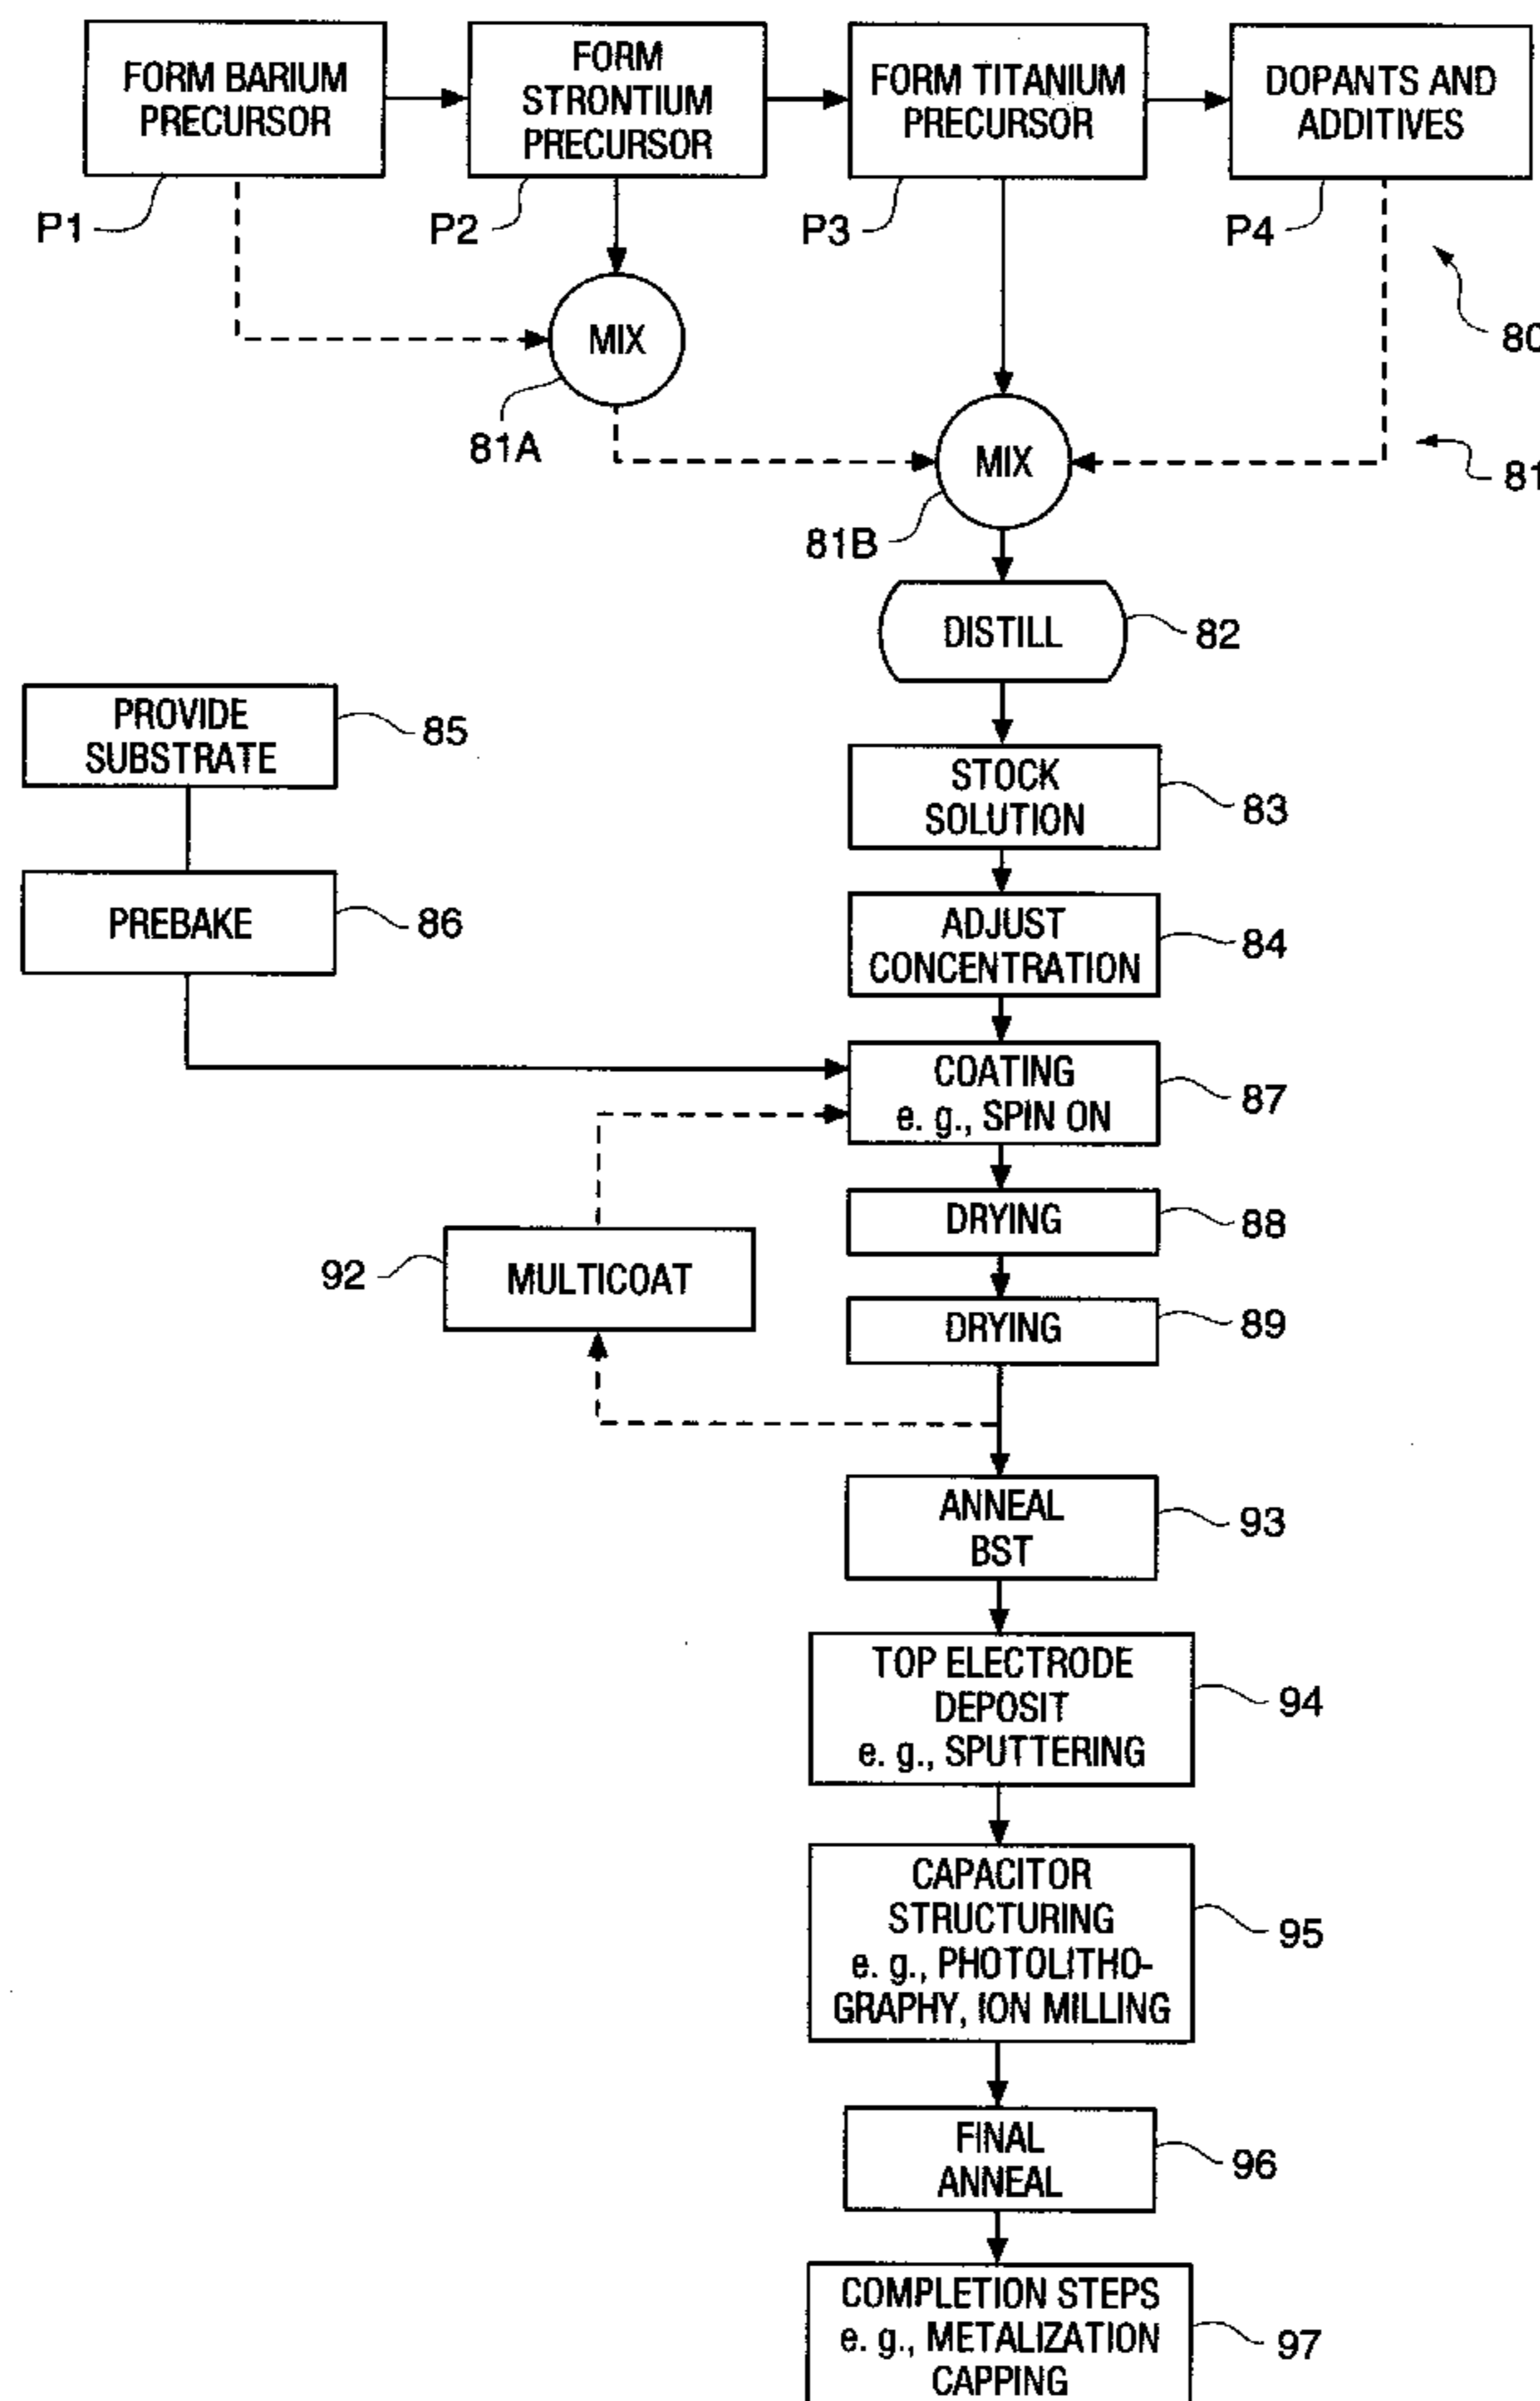 FORM BARIUM
PRECURSOR
FORM
STRONTIUM
PRECURSOR
FORM TITANIUM
PRECURSOR
DOPANTS AND
ADDITIVES
P1
P2
P3
P4
80
MIX
81A
MIX
81
81B
DISTILL
82
PROVIDE
SUBSTRATE
85
STOCK
SOLUTION
83
PREBAKE
86
ADJUST
CONCENTRATION
84
COATING
e. g., SPIN ON
87
DRYING
88
92
MULTICOAT
DRYING
89
ANNEAL
BST
93
TOP ELECTRODE
DEPOSIT
e. g., SPUTTERING
94
CAPACITOR
STRUCTURING
e. g., PHOTOLITHO-
GRAPHY, ION MILLING
95
FINAL
ANNEAL
96
COMPLETION STEPS
e. g., METALIZATION
CAPPING
97